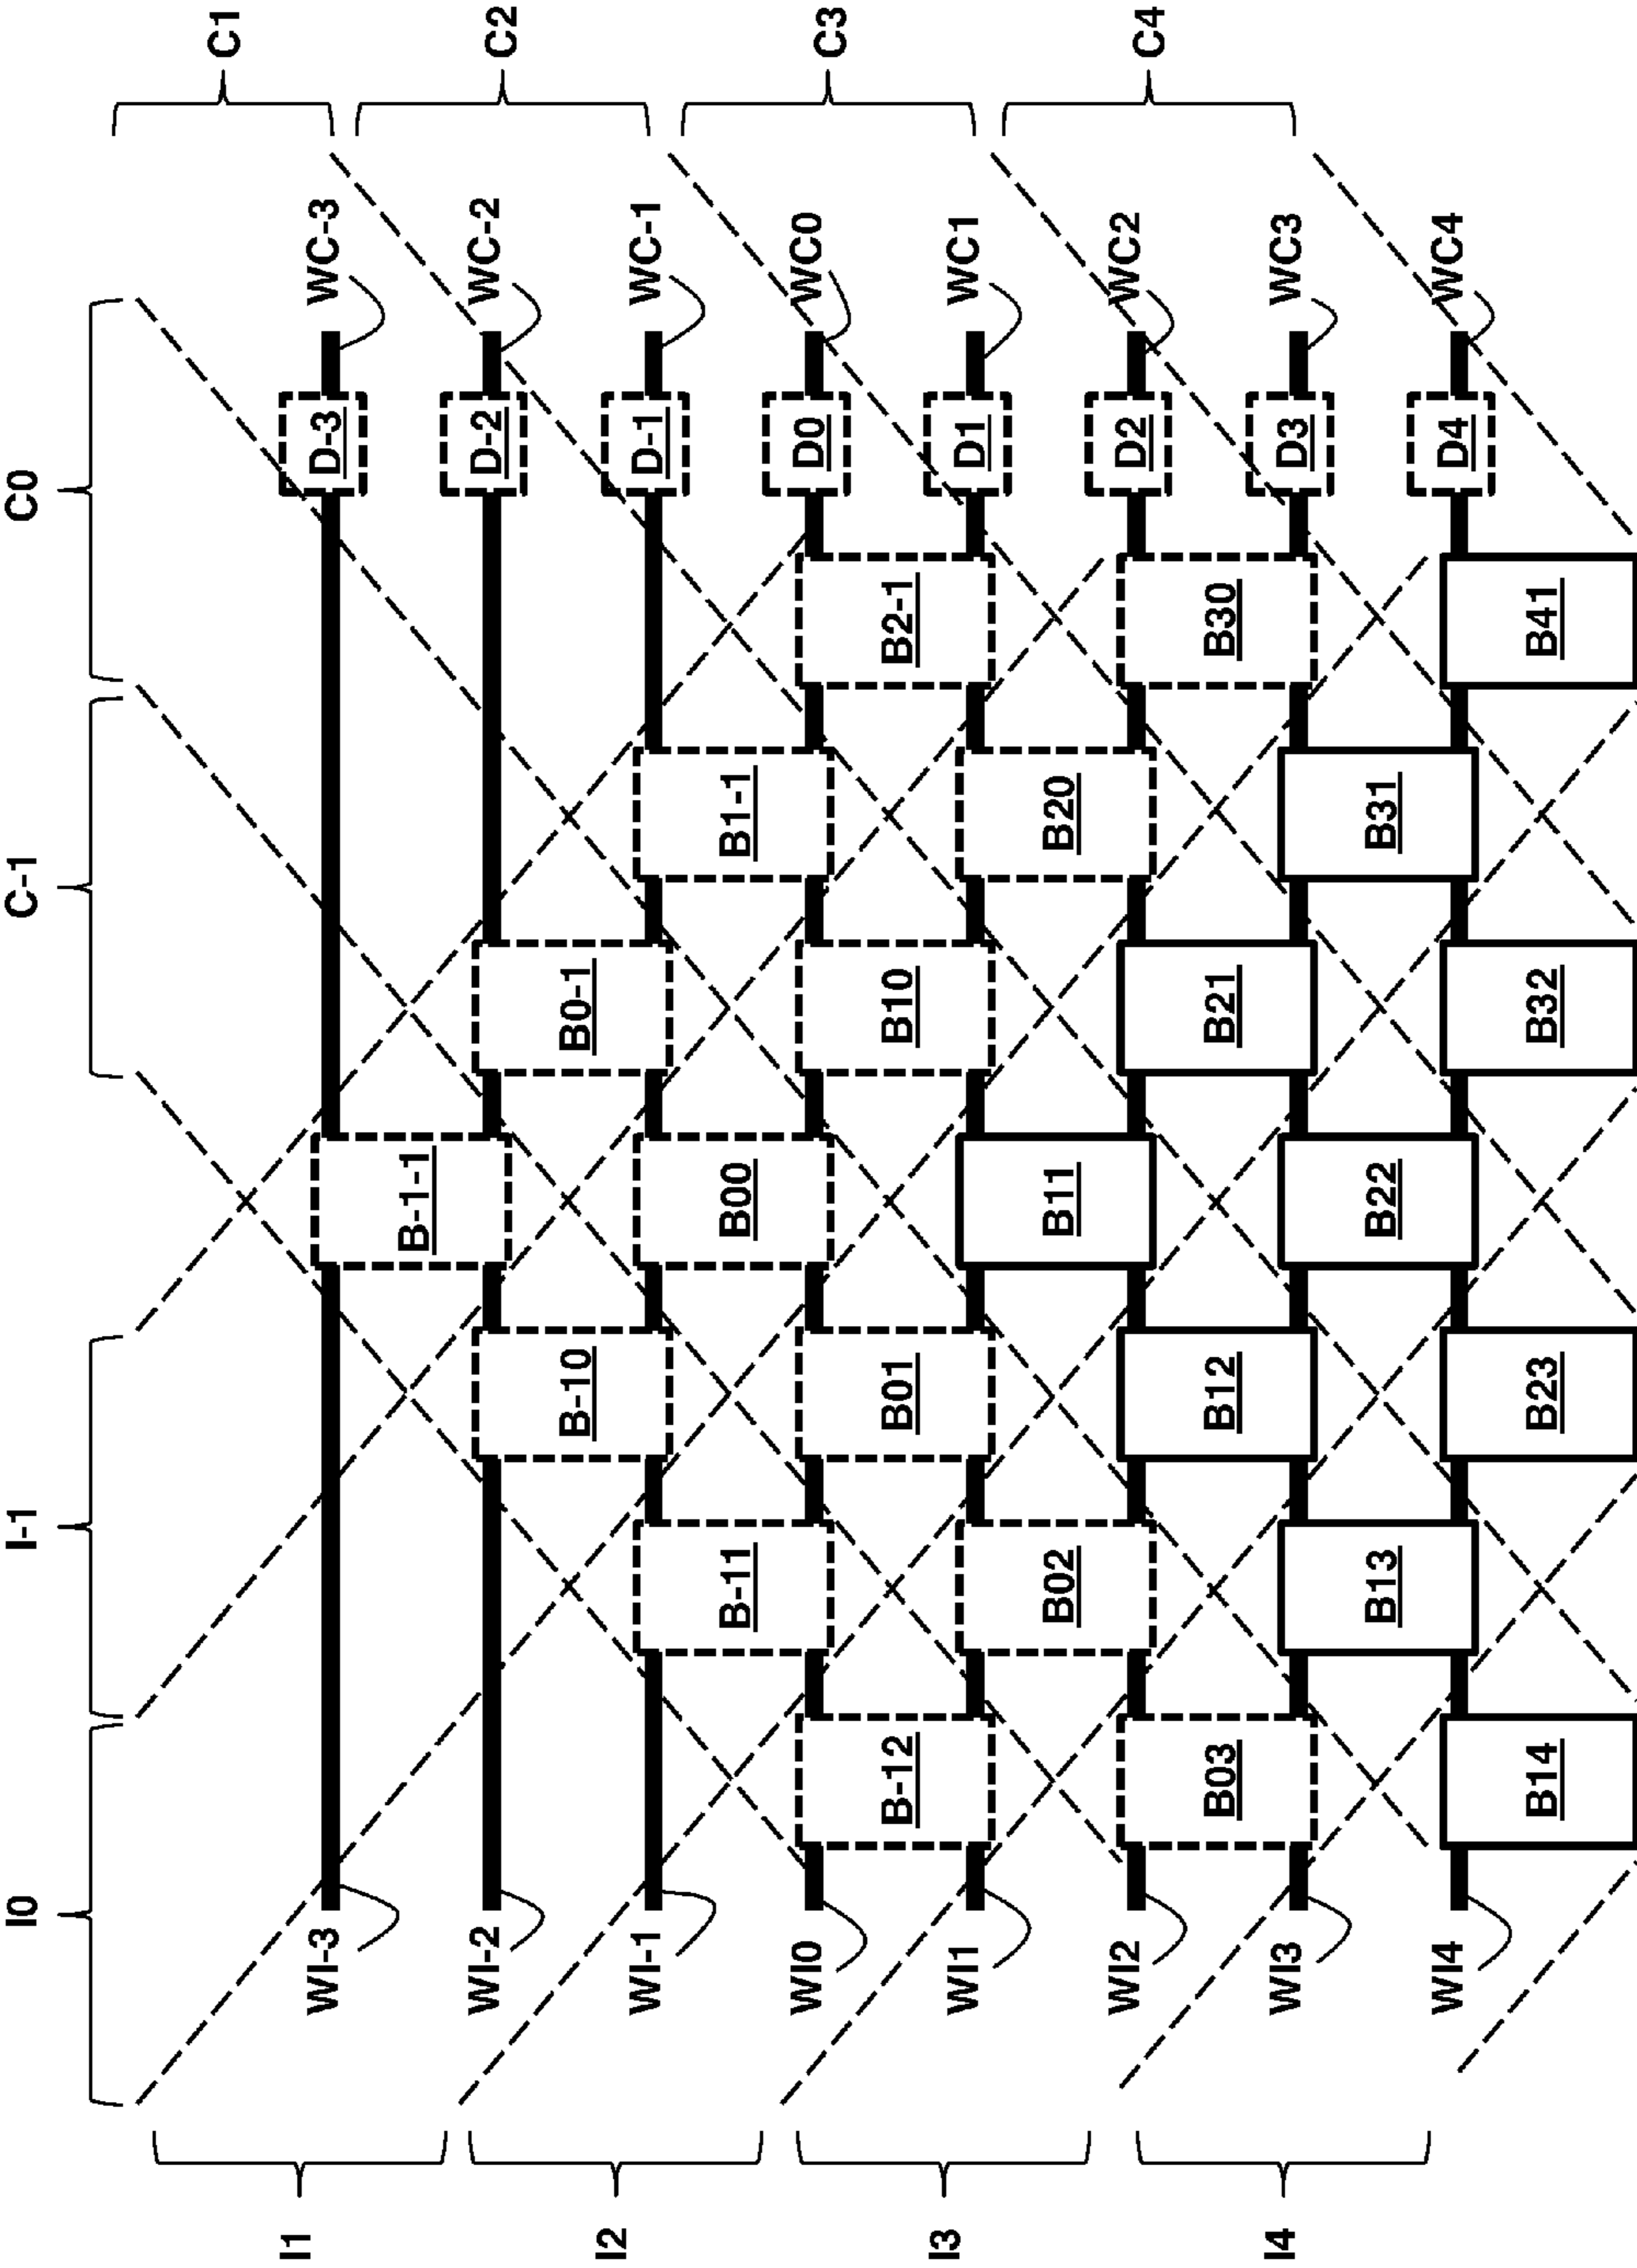 I0 I-1 C-1 C0
C1
I1
WI-3 D-3 WC-3
B-1-1
WI-2 D-2 WC-2 C2
B-10 B0-1
I2
WI-1 D-1 WC-1
B-11 B00 B1-1
WI0 D0 WC0 C3
B-12 B01 B10 B2-1
I3
WI1 D1 WC1
B02 B11 B20
WI2 D2 WC2 C4
B03 B12 B21 B30
I4
WI3 D3 WC3
B13 B22 B31
WI4 D4 WC4
B14 B23 B32 B41